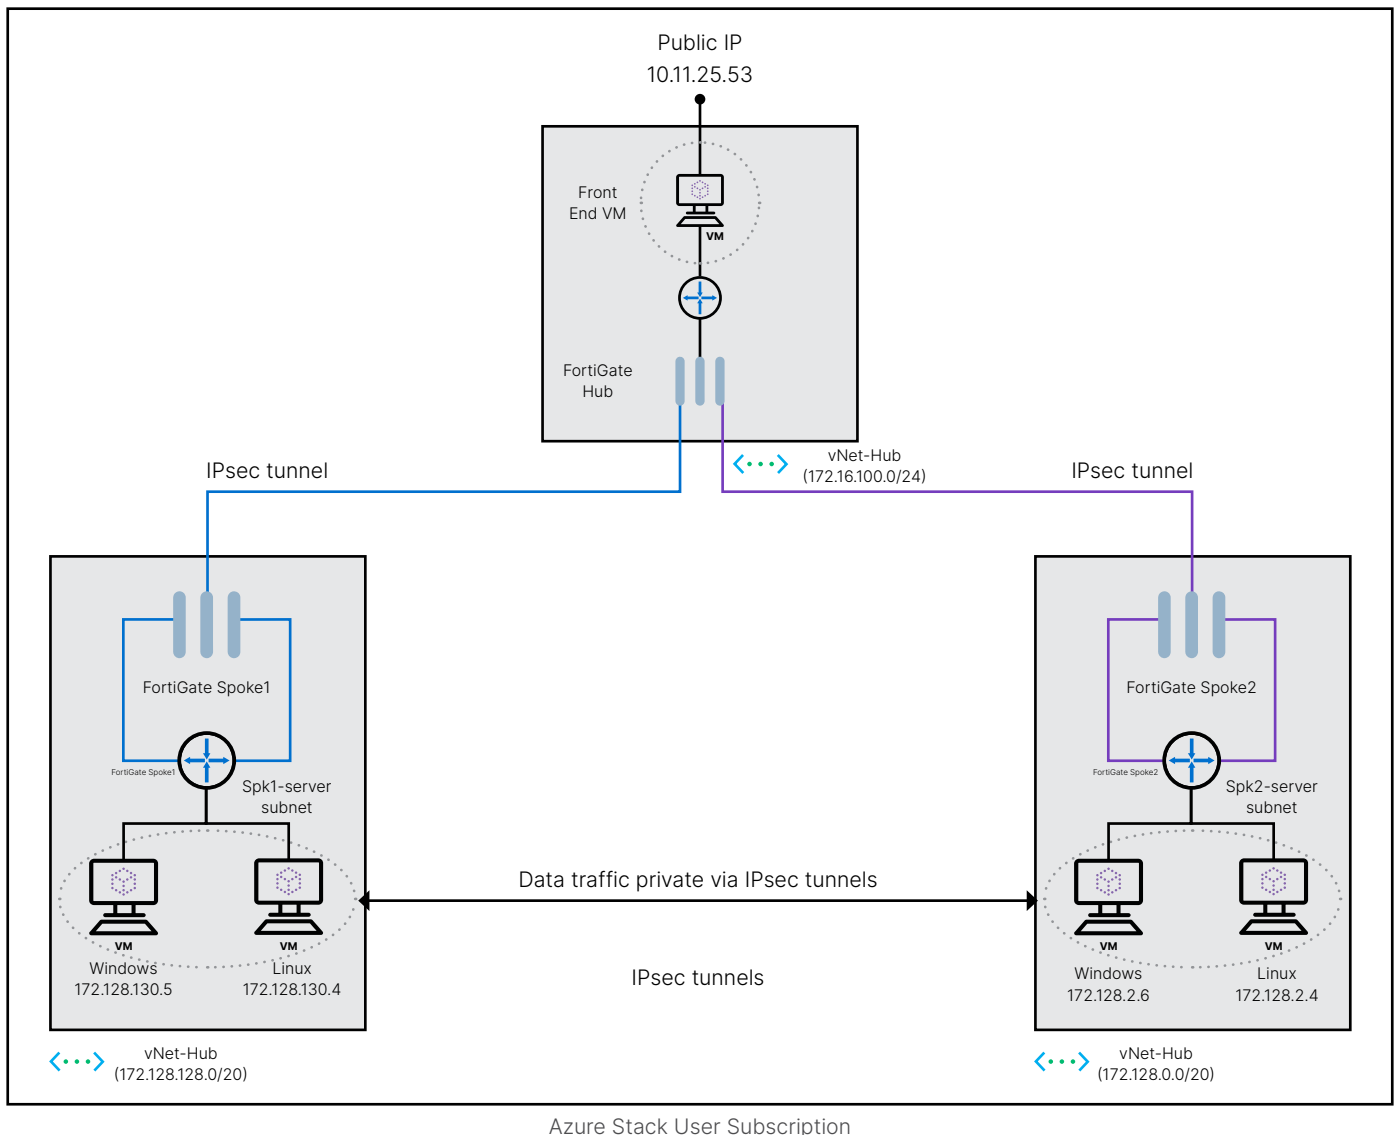 Public IP
10.11.25.53
Front
End VM
VM
FortiGate
Hub
vNet-Hub
(172.16.100.0/24)
IPsec tunnel
IPsec tunnel
FortiGate Spoke1
FortiGate Spoke1
Spk1-server
subnet
VM
VM
Windows
172.128.130.5
Linux
172.128.130.4
vNet-Hub
(172.128.128.0/20)
Data traffic private via IPsec tunnels
IPsec tunnels
FortiGate Spoke2
FortiGate Spoke2
Spk2-server
subnet
VM
VM
Windows
172.128.2.6
Linux
172.128.2.4
vNet-Hub
(172.128.0.0/20)
Azure Stack User Subscription